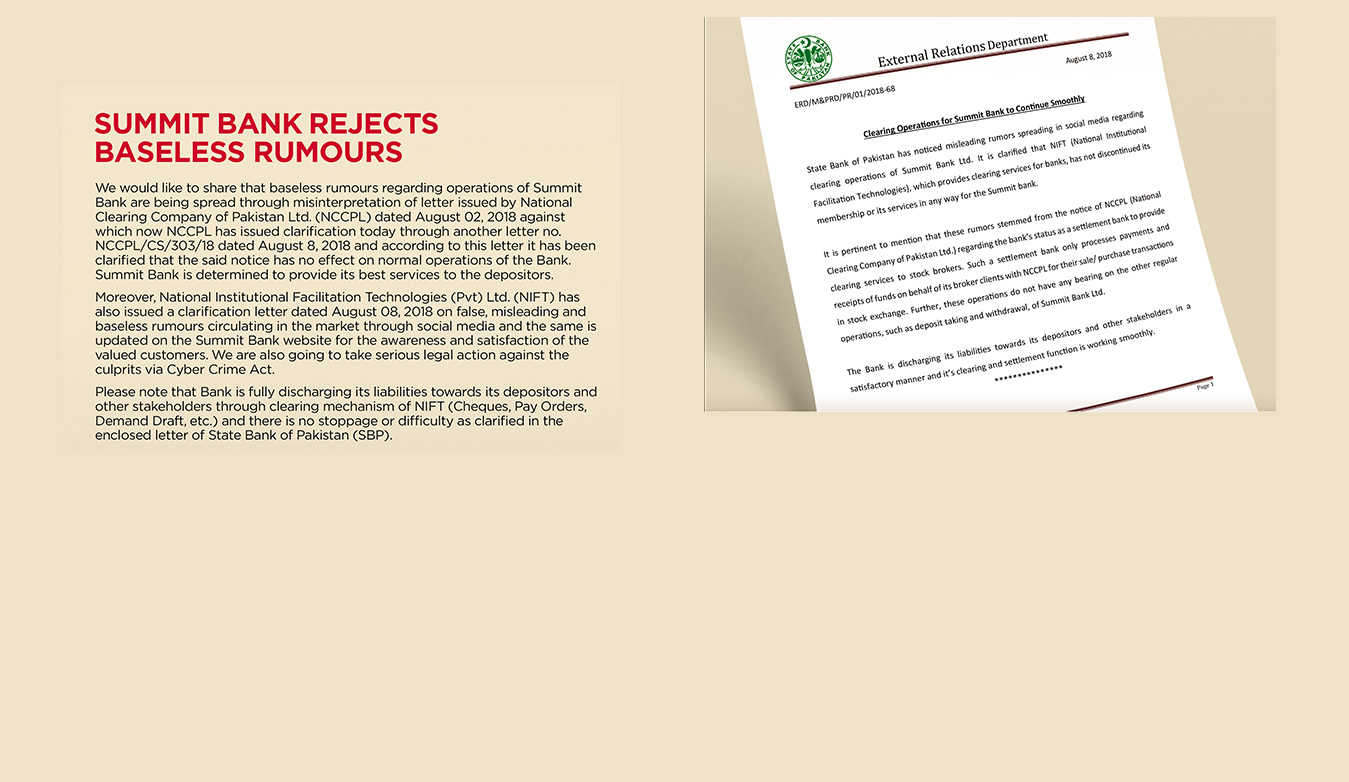 SUMMIT BANK REJECTS
BASELESS RUMOURS
We would like to share that baseless rumours regarding operations of Summit
Bank are being spread through misinterpretation of letter issued by National
Clearing Company of Pakistan Ltd. (NCCPL) dated August 02, 2018 against
which now NCCPL has issued clarification today through another letter no.
NCCPL/CS/303/18 dated August 8, 2018 and according to this letter it has been
clarified that the said notice has no effect on normal operations of the Bank.
Summit Bank is determined to provide its best services to the depositors.
Moreover, National Institutional Facilitation Technologies (Pvt) Ltd. (NIFT) has
also issued a clarification letter dated August 08, 2018 on false, misleading and
baseless rumours circulating in the market through social media and the same is
updated on the Summit Bank website for the awareness and satisfaction of the
valued customers. We are also going to take serious legal action against the
culprits via Cyber Crime Act.
Please note that Bank is fully discharging its liabilities towards its depositors and
other stakeholders through clearing mechanism of NIFT (Cheques, Pay Orders,
Demand Draft, etc.) and there is no stoppage or difficulty as clarified in the
enclosed letter of State Bank of Pakistan (SBP).
STATE BANK OF PAKISTAN
External Relations Department
August 8, 2018
ERD/M&PRD/PR/01/2018-68
Clearing Operations for Summit Bank to Continue Smoothly
State Bank of Pakistan has noticed misleading rumors spreading in social media regarding
clearing operations of Summit Bank Ltd. It is clarified that NIFT (National Institutional
Facilitation Technologies), which provides clearing services for banks, has not discontinued its
membership or its services in any way for the Summit bank.
It is pertinent to mention that these rumors stemmed from the notice of NCCPL (National
Clearing Company of Pakistan Ltd.) regarding the bank's status as a settlement bank to provide
clearing services to stock brokers. Such a settlement bank only processes payments and
receipts of funds on behalf of its broker clients with NCCPL for their sale/ purchase transactions
in stock exchange. Further, these operations do not have any bearing on the other regular
operations, such as deposit taking and withdrawal, of Summit Bank Ltd.
The Bank is discharging its liabilities towards its depositors and other stakeholders in a
satisfactory manner and it's clearing and settlement function is working smoothly.
***************
Page 1